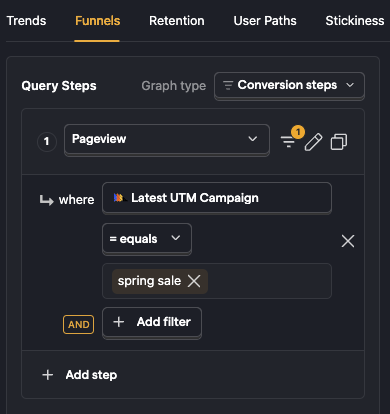 Trends Funnels Retention User Paths Stickiness
Query Steps Graph type Conversion steps
1 Pageview 1
where Latest UTM Campaign
= equals
spring sale
AND + Add filter
+ Add step